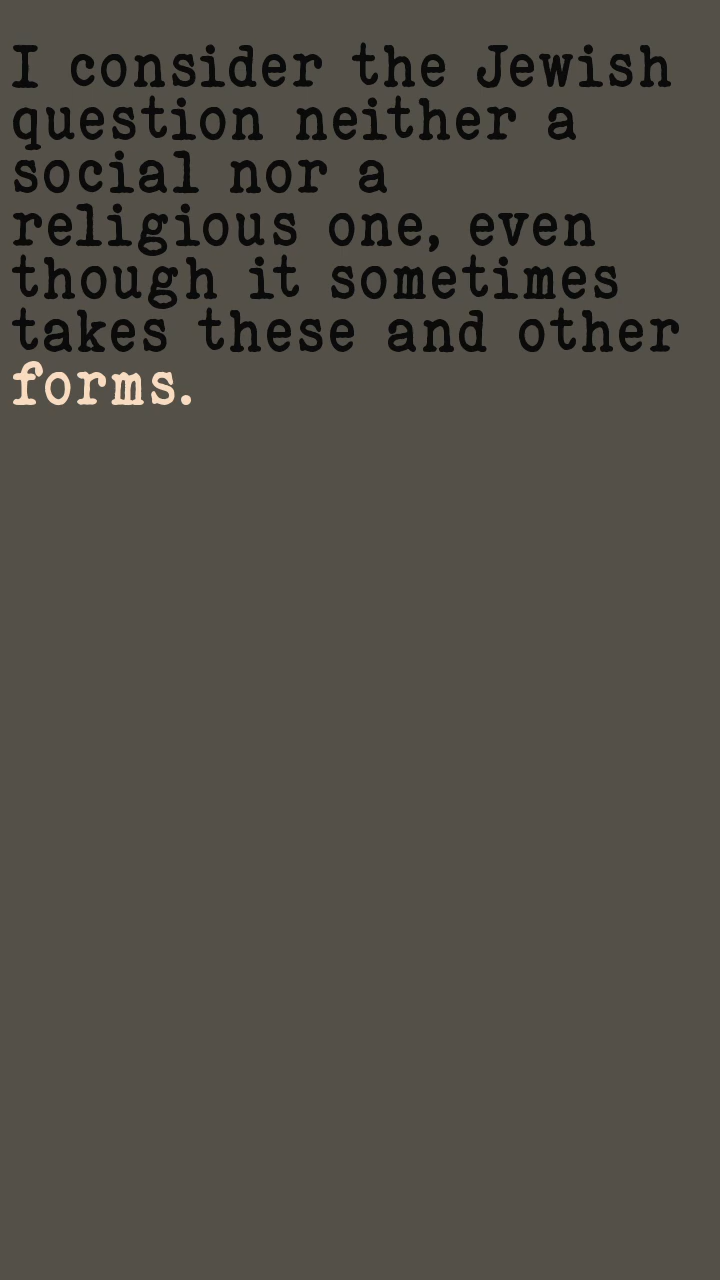 I consider the Jewish
question neither a
social nor a
religious one, even
though it sometimes
takes these and other
forms.